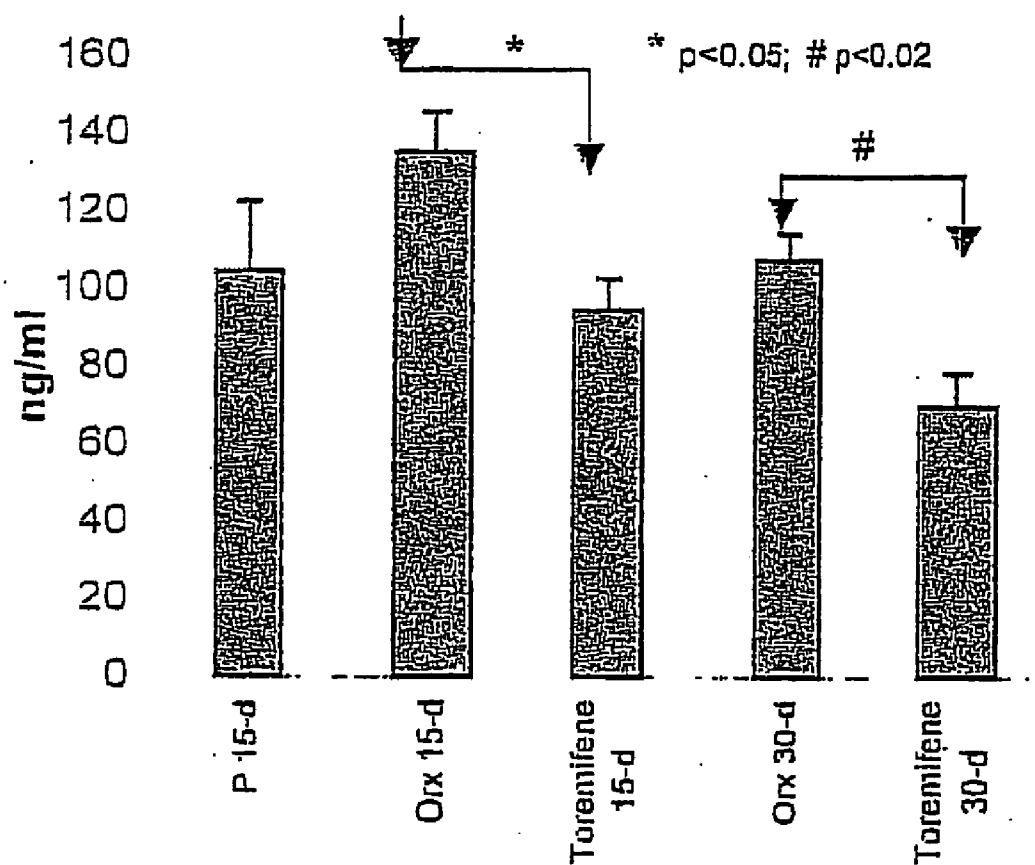 160
* * p<0.05; # p<0.02
140
#
120
100
80
60
40
20
0
ng/ml
P 15-d
Orx 15-d
Toremifene
15-d
Orx 30-d
Toremifene
30-d